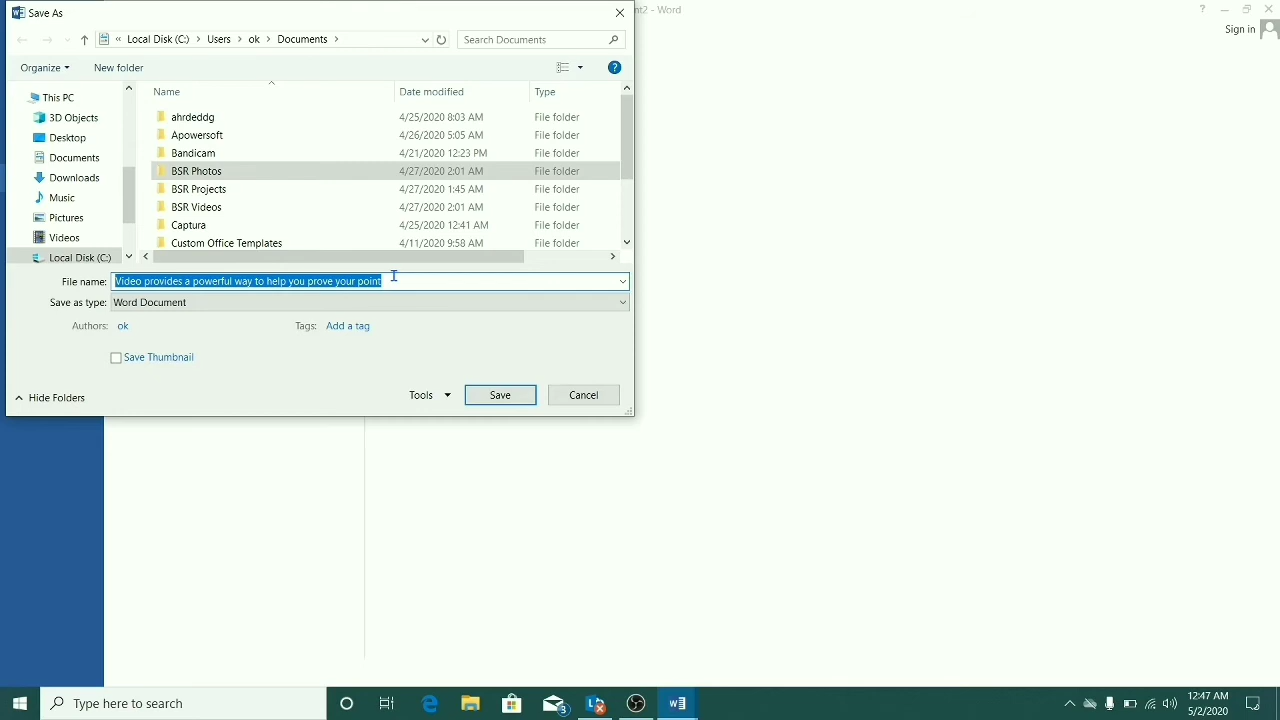 Save As
nt2 - Word
?
Sign in
« Local Disk (C:) > Users > ok > Documents >
Search Documents
Organize
New folder
?
Name
Date modified
Type
This PC
3D Objects
Desktop
Documents
Downloads
Music
Pictures
Videos
Local Disk (C:)
ahrdeddg 4/25/2020 8:03 AM File folder
Apowersoft 4/26/2020 5:05 AM File folder
Bandicam 4/21/2020 12:23 PM File folder
BSR Photos 4/27/2020 2:01 AM File folder
BSR Projects 4/27/2020 1:45 AM File folder
BSR Videos 4/27/2020 2:01 AM File folder
Captura 4/25/2020 12:41 AM File folder
Custom Office Templates 4/11/2020 9:58 AM File folder
File name: Video provides a powerful way to help you prove your point
Save as type: Word Document
Authors: ok
Tags: Add a tag
Save Thumbnail
Hide Folders
Tools
Save
Cancel
Type here to search
3
12:47 AM
5/2/2020